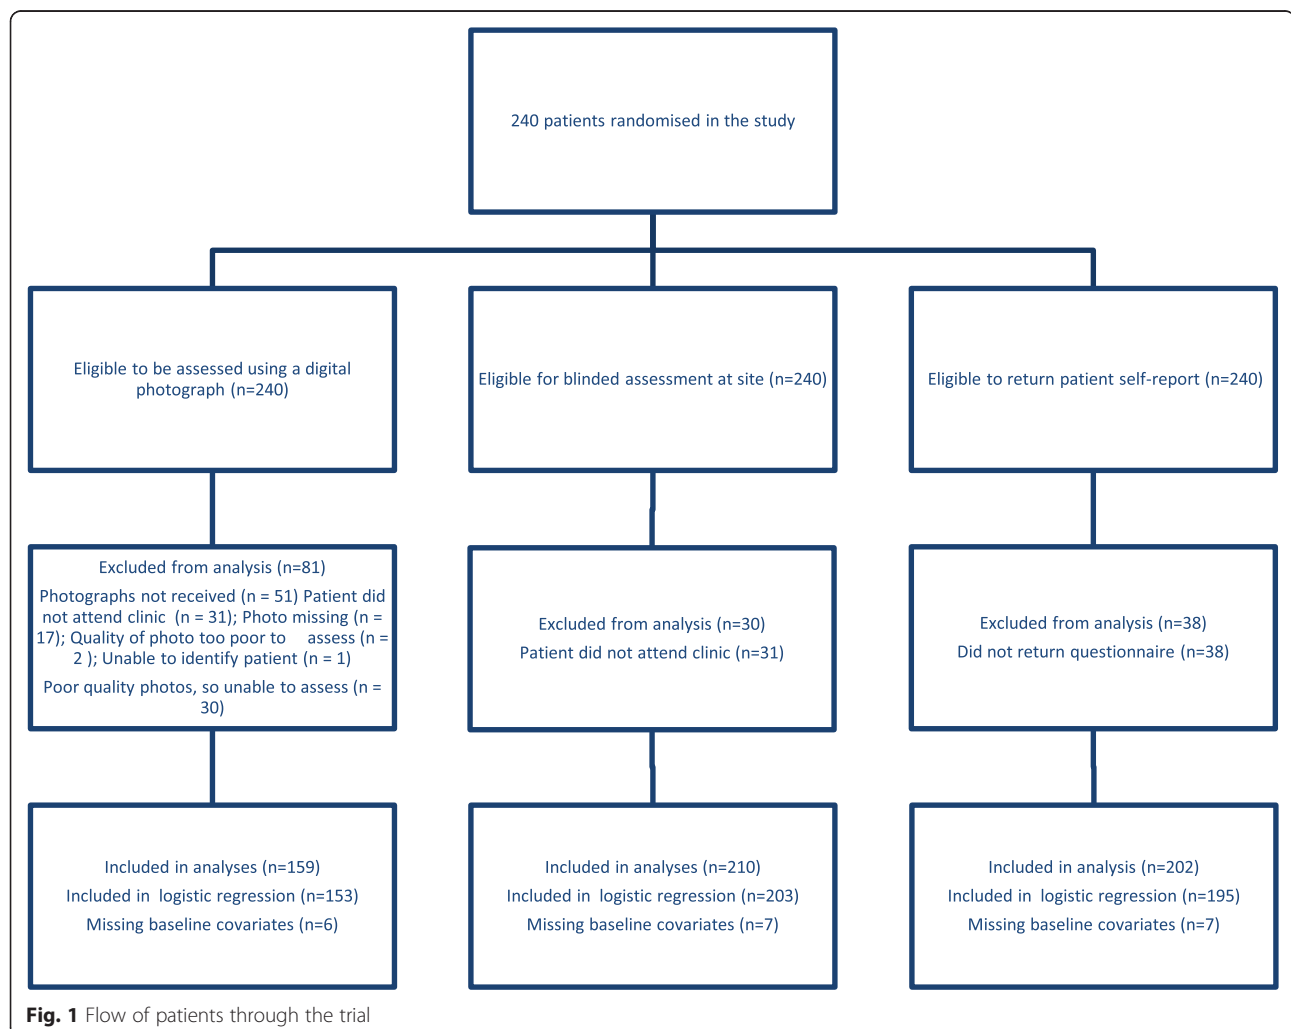 240 patients randomised in the study
Eligible to be assessed using a digital
photograph (n=240)
Eligible for blinded assessment at site (n=240)
Eligible to return patient self-report (n=240)
Excluded from analysis (n=81)
Photographs not received (n = 51) Patient did
not attend clinic (n = 31); Photo missing (n =
17); Quality of photo too poor to assess (n =
2 ); Unable to identify patient (n = 1)
Poor quality photos, so unable to assess (n =
30)
Excluded from analysis (n=30)
Patient did not attend clinic (n=31)
Excluded from analysis (n=38)
Did not return questionnaire (n=38)
Included in analyses (n=159)
Included in logistic regression (n=153)
Missing baseline covariates (n=6)
Included in analyses (n=210)
Included in logistic regression (n=203)
Missing baseline covariates (n=7)
Included in analysis (n=202)
Included in logistic regression (n=195)
Missing baseline covariates (n=7)
Fig. 1 Flow of patients through the trial